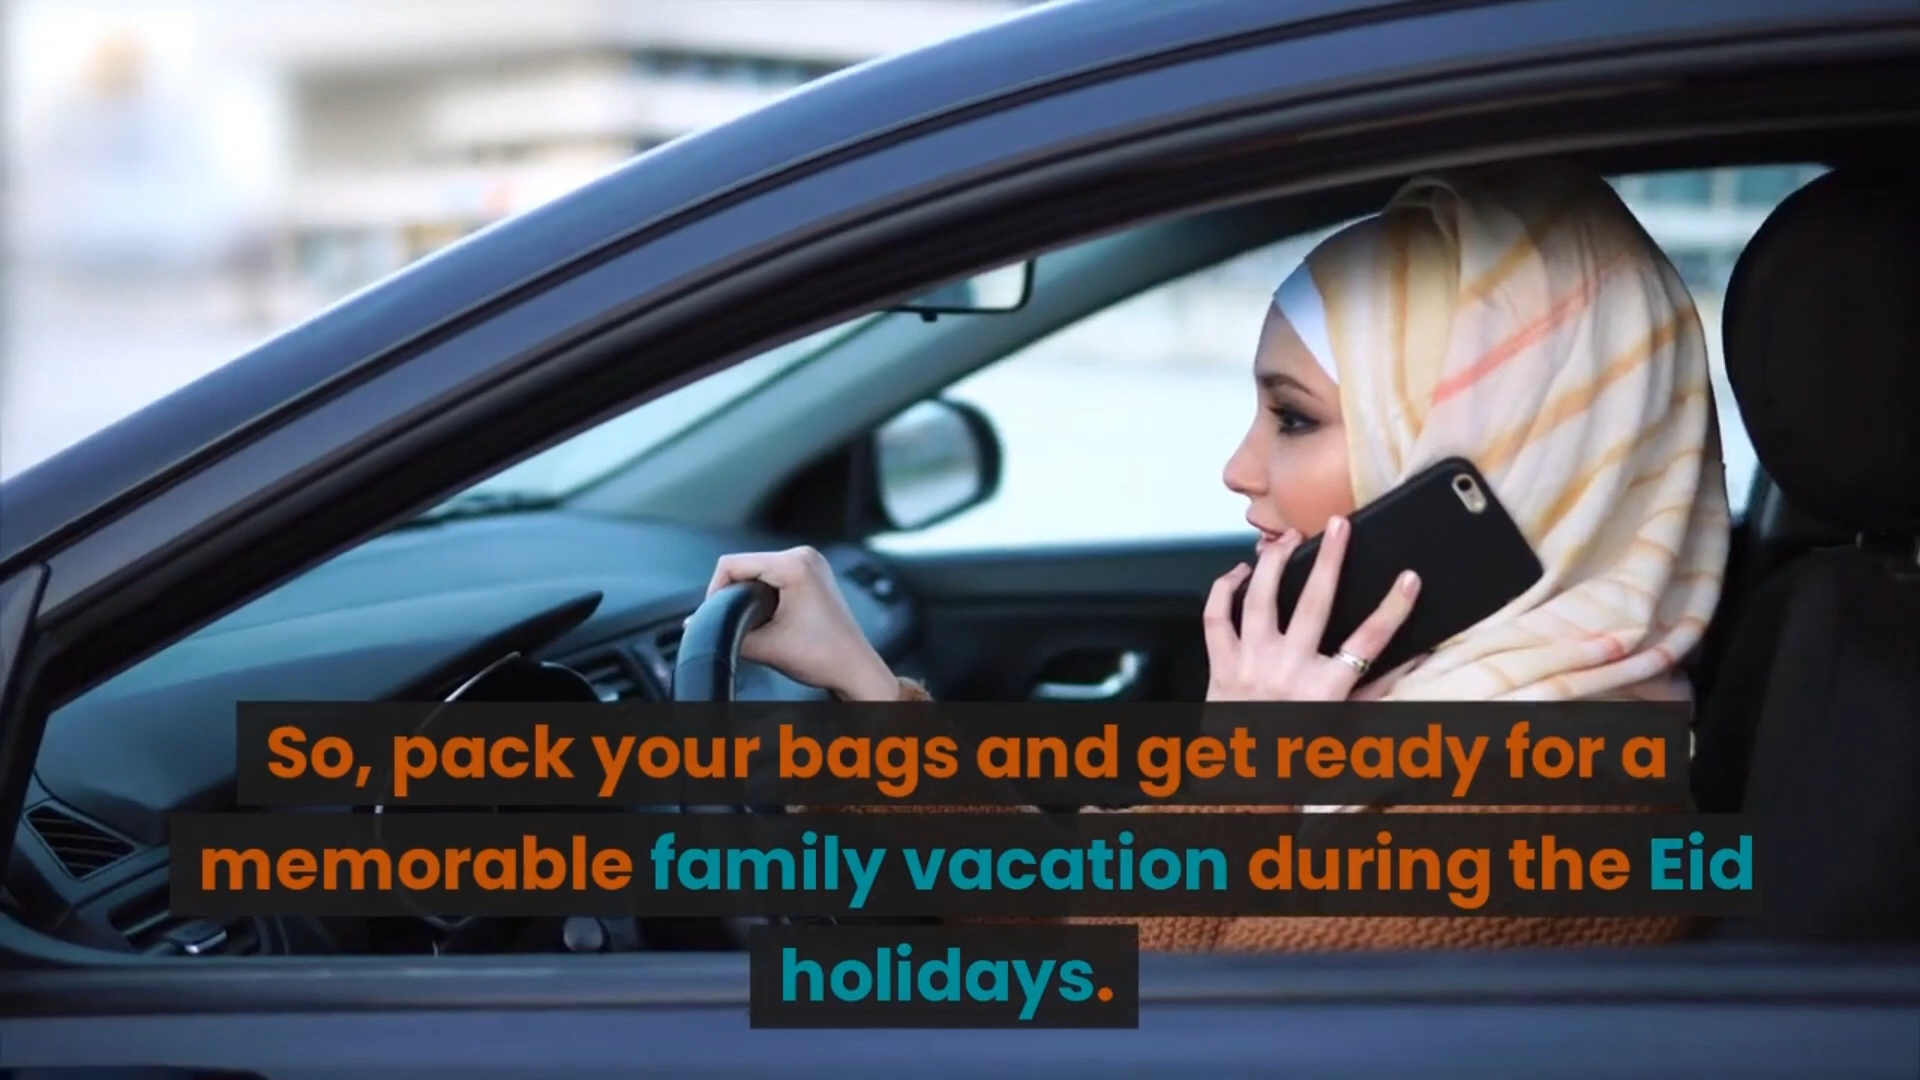 So, pack your bags and get ready for a
memorable family vacation during the Eid
holidays.